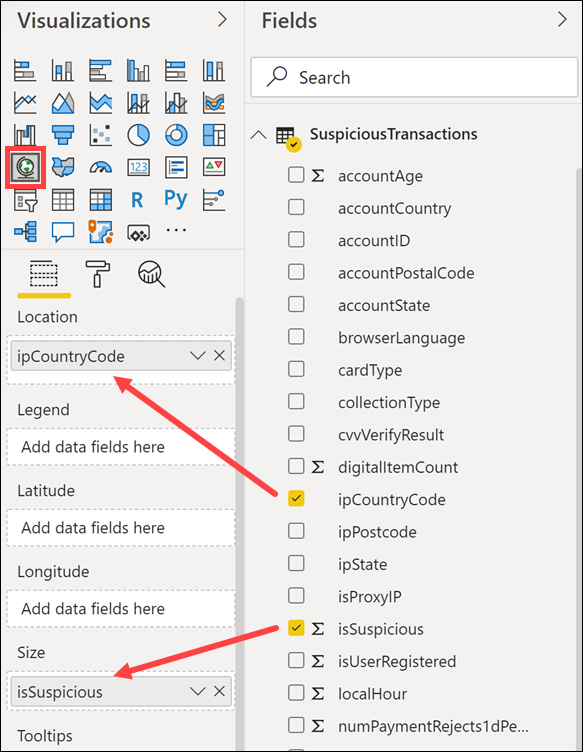 Visualizations
Fields
Search
SuspiciousTransactions
123
R
Py
Location
ipCountryCode
Legend
Add data fields here
Latitude
Add data fields here
Longitude
Add data fields here
Size
isSuspicious
Tooltips
Σ accountAge
accountCountry
accountID
accountPostalCode
accountState
browserLanguage
cardType
collectionType
cvvVerifyResult
Σ digitalItemCount
ipCountryCode
ipPostcode
ipState
isProxyIP
Σ isSuspicious
Σ isUserRegistered
Σ localHour
Σ numPaymentRejects1dPe...